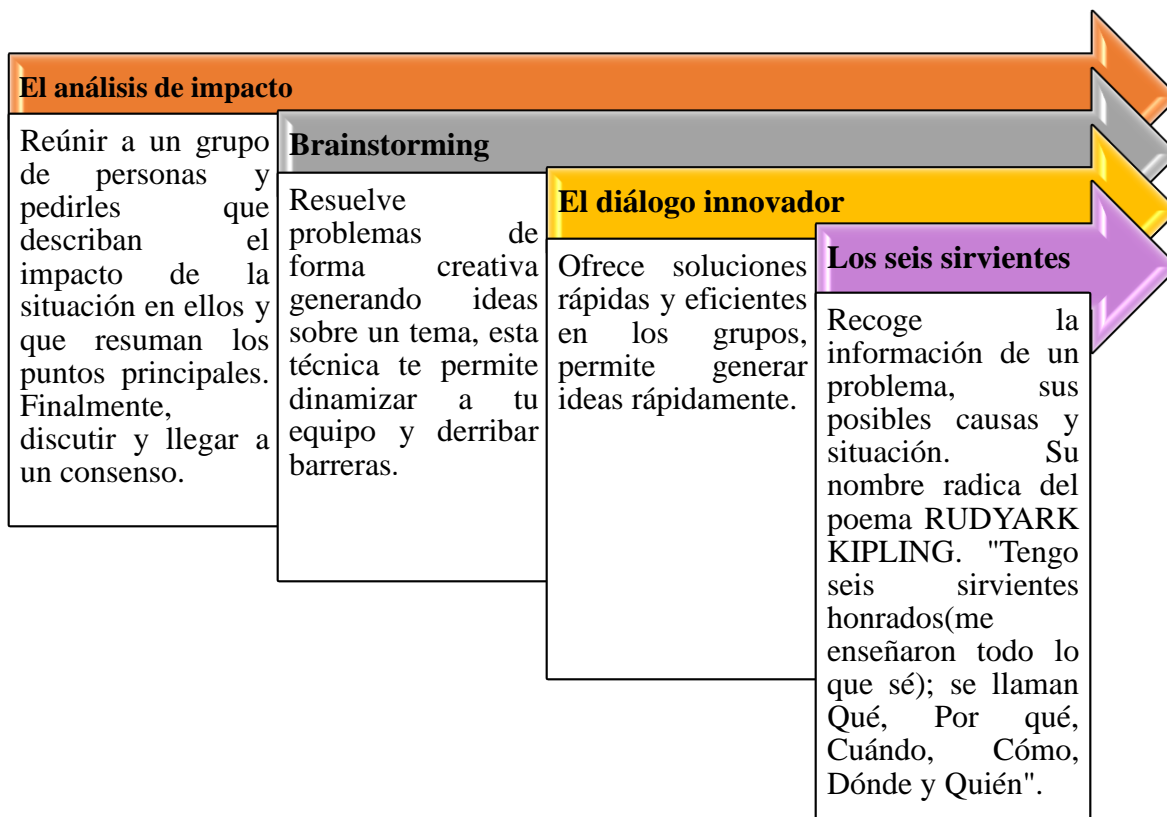 El análisis de impacto
Reúnir a un grupo
de personas y
pedirles que
describan el
impacto de la
situación en ellos y
que resuman los
puntos principales.
Finalmente,
discutir y llegar a
un consenso.
Brainstorming
Resuelve
problemas de
forma creativa
generando ideas
sobre un tema, esta
técnica te permite
dinamizar a tu
equipo y derribar
barreras.
El diálogo innovador
Ofrece soluciones
rápidas y eficientes
en los grupos,
permite generar
ideas rápidamente.
Los seis sirvientes
Recoge la
información de un
problema, sus
posibles causas y
situación. Su
nombre radica del
poema RUDYARK
KIPLING. "Tengo
seis sirvientes
honrados(me
enseñaron todo lo
que sé); se llaman
Qué, Por qué,
Cuándo, Cómo,
Dónde y Quién".